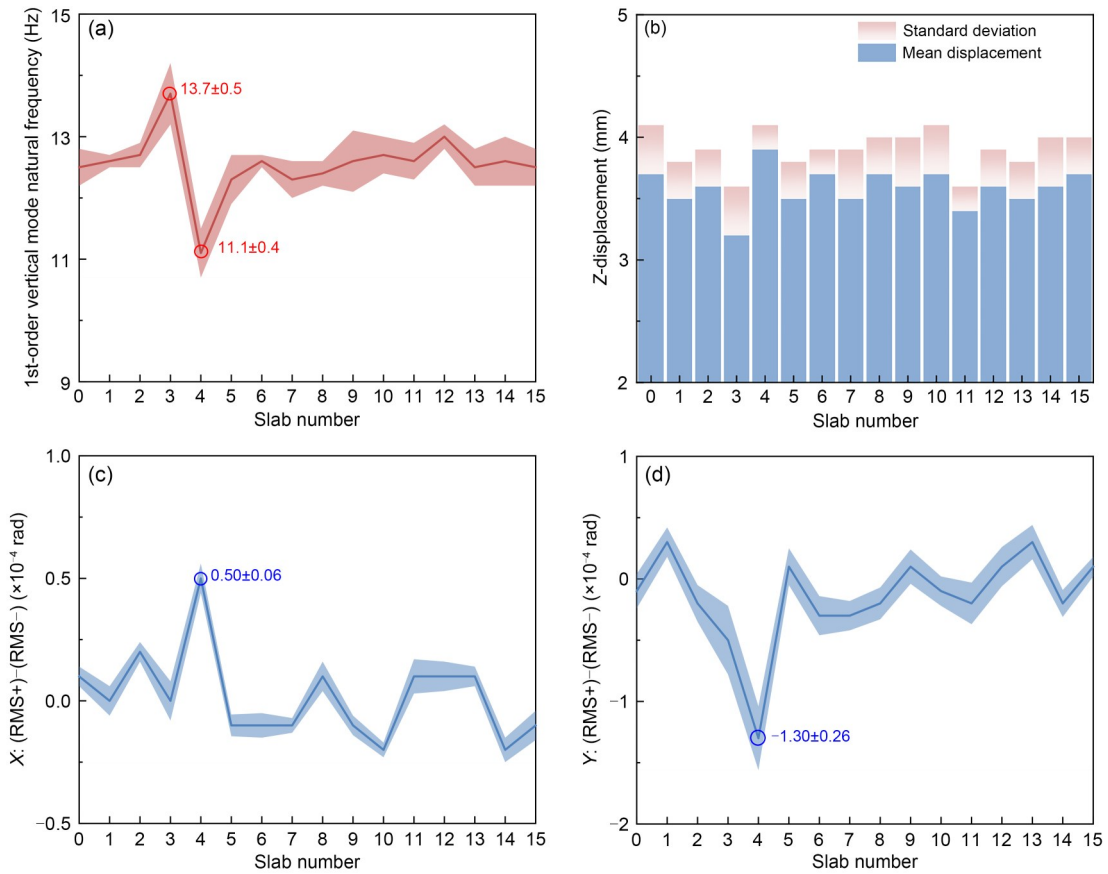 (a)
1st-order vertical mode natural frequency (Hz)
15
13
11
9
13.7±0.5
11.1±0.4
0 1 2 3 4 5 6 7 8 9 10 11 12 13 14 15
Slab number
(b)
Standard deviation
Mean displacement
Z-displacement (mm)
5
4
3
2
0 1 2 3 4 5 6 7 8 9 10 11 12 13 14 15
Slab number
(c)
X: (RMS+)−(RMS−) (×10⁻⁴ rad)
1.0
0.5
0.0
−0.5
0.50±0.06
0 1 2 3 4 5 6 7 8 9 10 11 12 13 14 15
Slab number
(d)
Y: (RMS+)−(RMS−) (×10⁻⁴ rad)
1
0
−1
−2
−1.30±0.26
0 1 2 3 4 5 6 7 8 9 10 11 12 13 14 15
Slab number